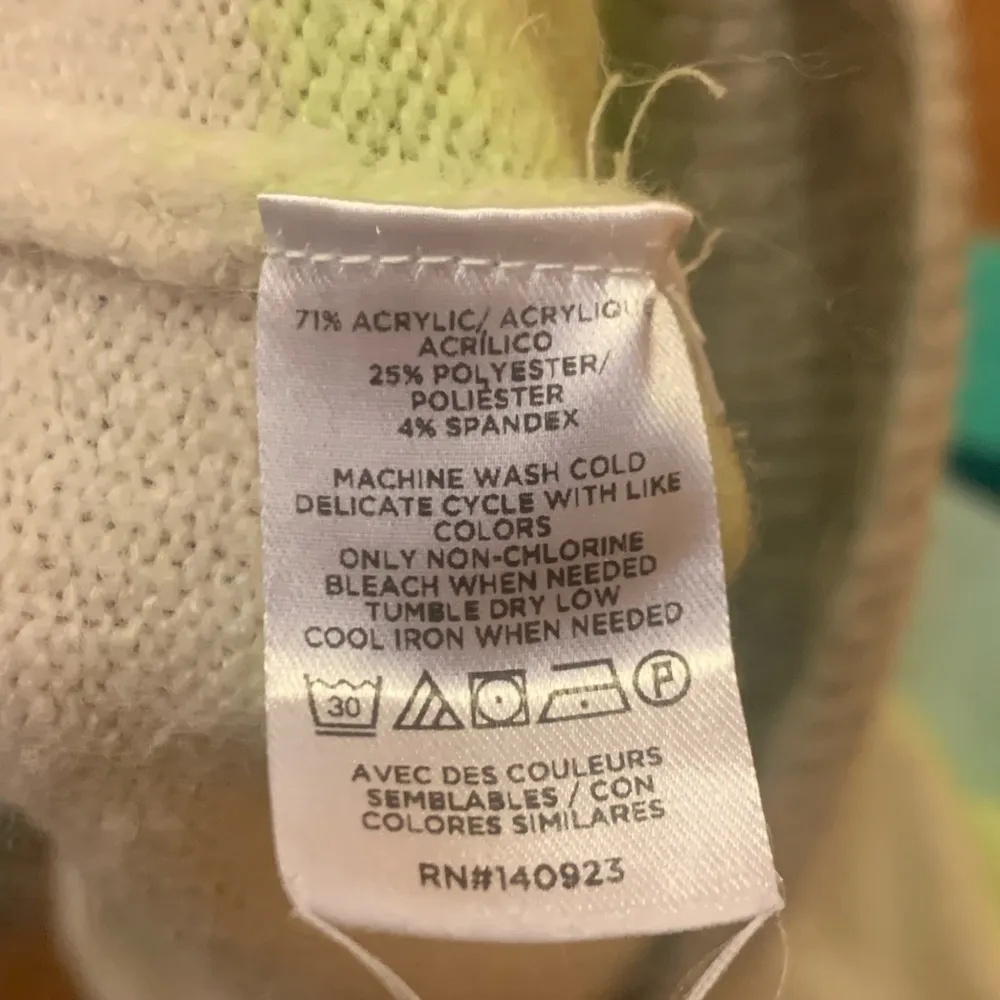 71% ACRYLIC/ ACRYLIQUE
ACRÍLICO
25% POLYESTER/
POLIÉSTER
4% SPANDEX
MACHINE WASH COLD
DELICATE CYCLE WITH LIKE
COLORS
ONLY NON-CHLORINE
BLEACH WHEN NEEDED
TUMBLE DRY LOW
COOL IRON WHEN NEEDED
30 P
AVEC DES COULEURS
SEMBLABLES / CON
COLORES SIMILARES
RN#140923